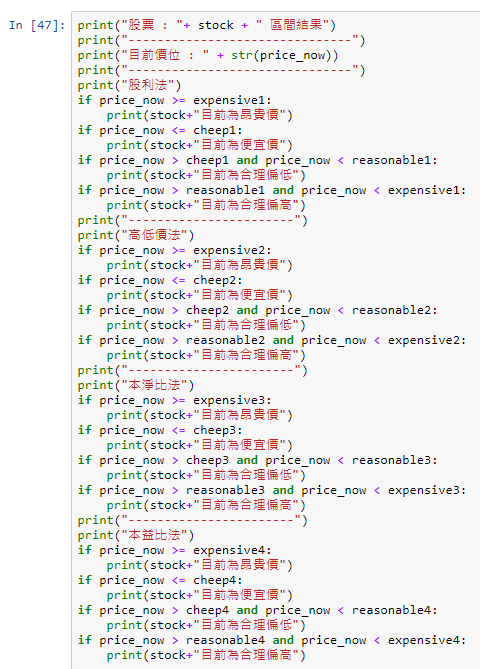 In [47]: print("股票 : "+ stock + " 區間結果")
print("-------------------------------")
print("目前價位 : " + str(price_now))
print("-------------------------------")
print("股利法")
if price_now >= expensive1:
    print(stock+"目前為昂貴價")
if price_now <= cheep1:
    print(stock+"目前為便宜價")
if price_now > cheep1 and price_now < reasonable1:
    print(stock+"目前為合理偏低")
if price_now > reasonable1 and price_now < expensive1:
    print(stock+"目前為合理偏高")
print("-----------------------")
print("高低價法")
if price_now >= expensive2:
    print(stock+"目前為昂貴價")
if price_now <= cheep2:
    print(stock+"目前為便宜價")
if price_now > cheep2 and price_now < reasonable2:
    print(stock+"目前為合理偏低")
if price_now > reasonable2 and price_now < expensive2:
    print(stock+"目前為合理偏高")
print("-----------------------")
print("本淨比法")
if price_now >= expensive3:
    print(stock+"目前為昂貴價")
if price_now <= cheep3:
    print(stock+"目前為便宜價")
if price_now > cheep3 and price_now < reasonable3:
    print(stock+"目前為合理偏低")
if price_now > reasonable3 and price_now < expensive3:
    print(stock+"目前為合理偏高")
print("-----------------------")
print("本益比法")
if price_now >= expensive4:
    print(stock+"目前為昂貴價")
if price_now <= cheep4:
    print(stock+"目前為便宜價")
if price_now > cheep4 and price_now < reasonable4:
    print(stock+"目前為合理偏低")
if price_now > reasonable4 and price_now < expensive4:
    print(stock+"目前為合理偏高")